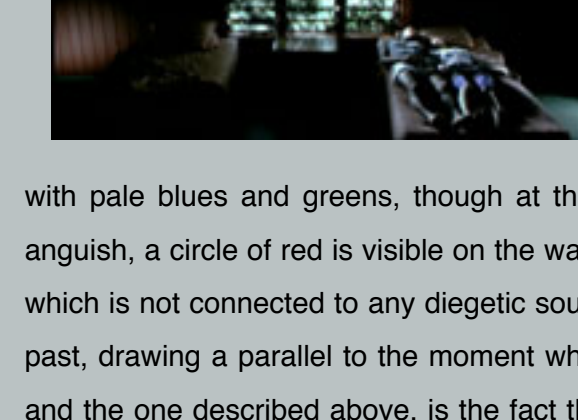 with pale blues and greens, though at th
anguish, a circle of red is visible on the wa
which is not connected to any diegetic sou
past, drawing a parallel to the moment wh
and the one described above, is the fact th